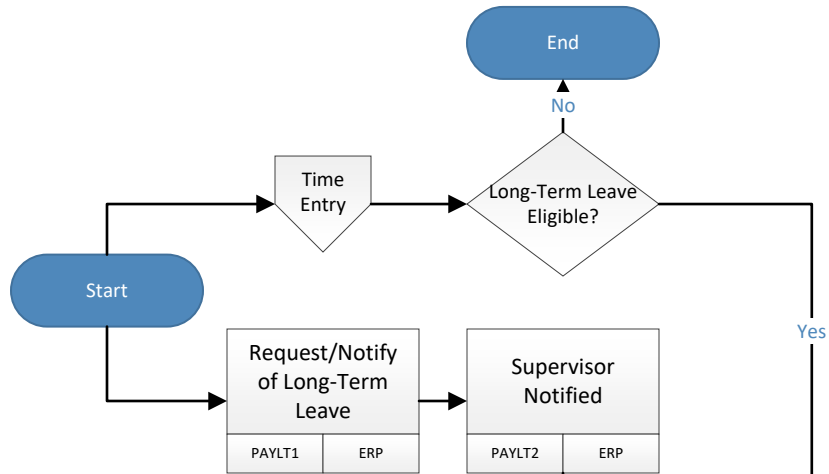 End
No
Time
Entry
Long-Term Leave
Eligible?
Start
Yes
Request/Notify
of Long-Term
Leave
PAYLT1
ERP
Supervisor
Notified
PAYLT2
ERP